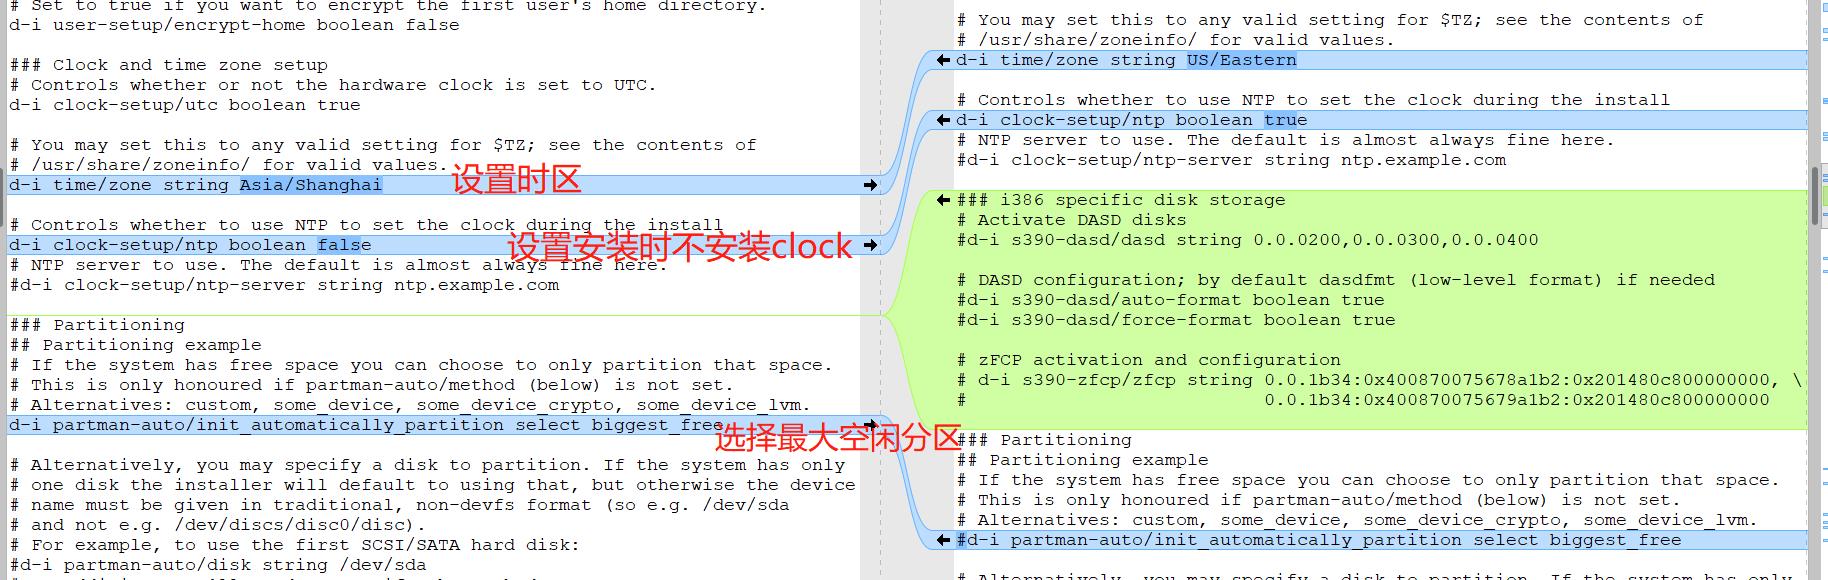 # Set to true if you want to encrypt the first user's home directory.
d-i user-setup/encrypt-home boolean false
### Clock and time zone setup
# Controls whether or not the hardware clock is set to UTC.
d-i clock-setup/utc boolean true
# You may set this to any valid setting for $TZ; see the contents of
# /usr/share/zoneinfo/ for valid values.
设置时区
d-i time/zone string Asia/Shanghai
# Controls whether to use NTP to set the clock during the install
d-i clock-setup/ntp boolean false
设置安装时不安装clock
# NTP server to use. The default is almost always fine here.
#d-i clock-setup/ntp-server string ntp.example.com
### Partitioning
## Partitioning example
# If the system has free space you can choose to only partition that space.
# This is only honoured if partman-auto/method (below) is not set.
# Alternatives: custom, some_device, some_device_crypto, some_device_lvm.
d-i partman-auto/init_automatically_partition select biggest_free
选择最大空闲分区
# Alternatively, you may specify a disk to partition. If the system has only
# one disk the installer will default to using that, but otherwise the device
# name must be given in traditional, non-devfs format (so e.g. /dev/sda
# and not e.g. /dev/discs/disc0/disc).
# For example, to use the first SCSI/SATA hard disk:
#d-i partman-auto/disk string /dev/sda
# You may set this to any valid setting for $TZ; see the contents of
# /usr/share/zoneinfo/ for valid values.
d-i time/zone string US/Eastern
# Controls whether to use NTP to set the clock during the install
d-i clock-setup/ntp boolean true
# NTP server to use. The default is almost always fine here.
#d-i clock-setup/ntp-server string ntp.example.com
### i386 specific disk storage
# Activate DASD disks
#d-i s390-dasd/dasd string 0.0.0200,0.0.0300,0.0.0400
# DASD configuration; by default dasdfmt (low-level format) if needed
#d-i s390-dasd/auto-format boolean true
#d-i s390-dasd/force-format boolean true
# zFCP activation and configuration
# d-i s390-zfcp/zfcp string 0.0.1b34:0x400870075678a1b2:0x201480c800000000, \
# 0.0.1b34:0x400870075679a1b2:0x201480c800000000
### Partitioning
## Partitioning example
# If the system has free space you can choose to only partition that space.
# This is only honoured if partman-auto/method (below) is not set.
# Alternatives: custom, some_device, some_device_crypto, some_device_lvm.
#d-i partman-auto/init_automatically_partition select biggest_free
# Alternatively, you may specify a disk to partition. If the system has only